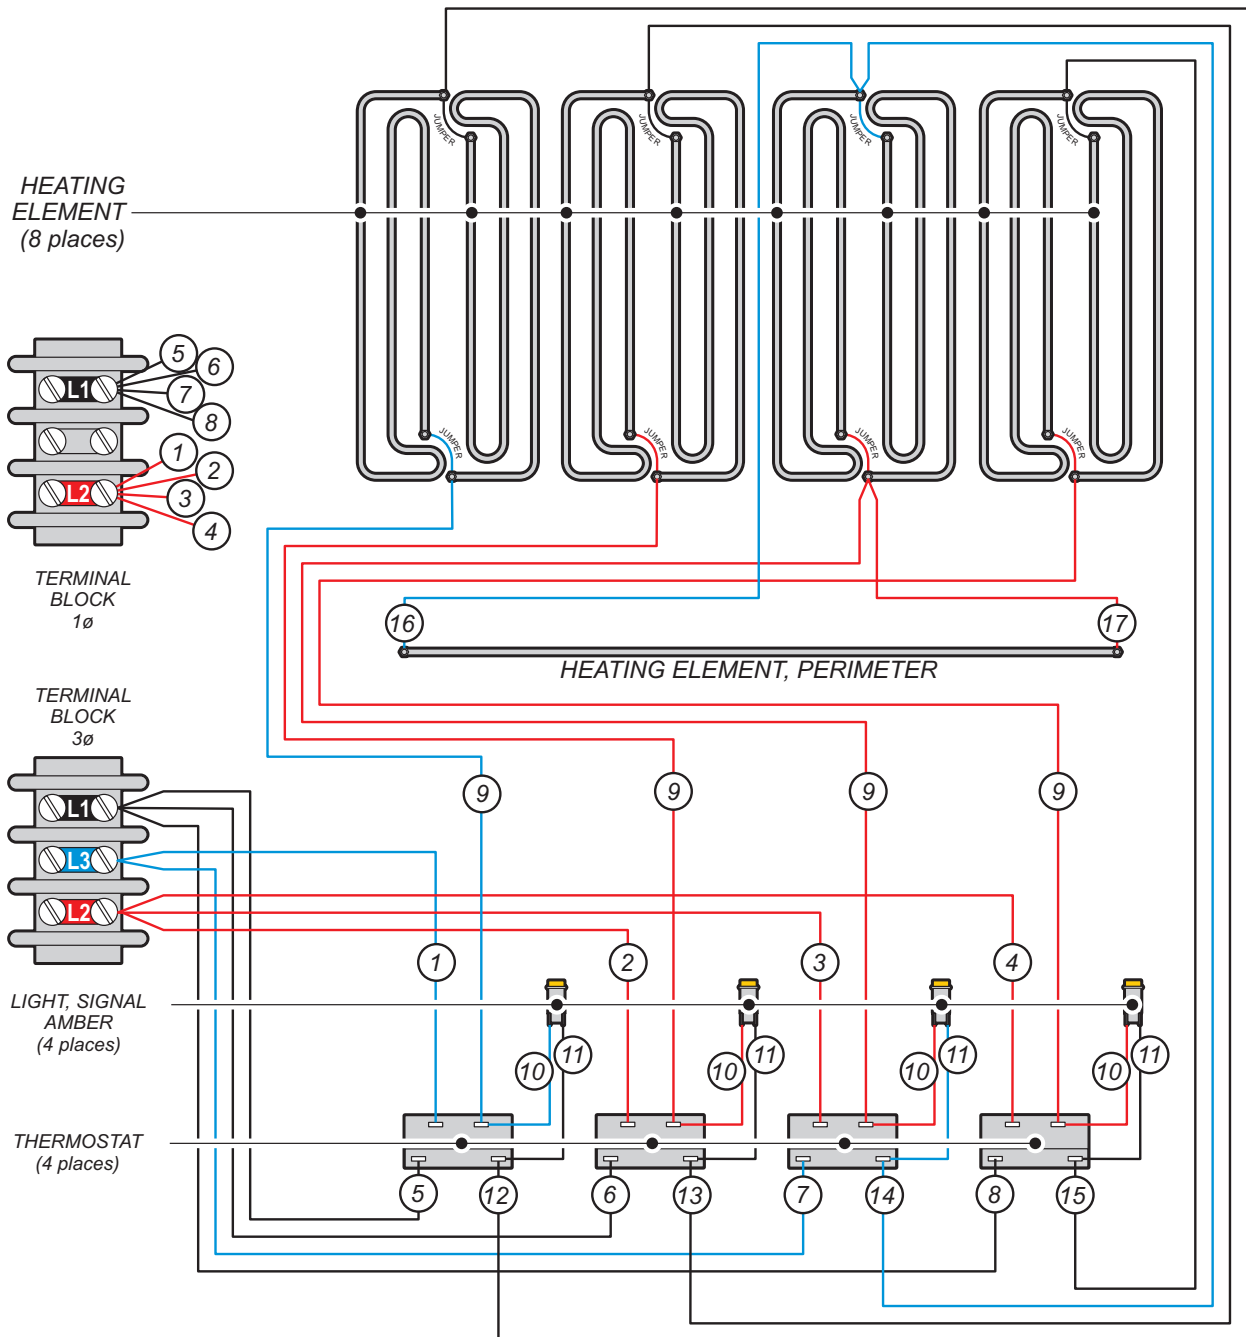 JUMPER
JUMPER
JUMPER
JUMPER
HEATING
ELEMENT
(8 places)
JUMPER
JUMPER
JUMPER
JUMPER
L1
5
6
7
8
L2
1
2
3
4
TERMINAL
BLOCK
1ø
16
17
HEATING ELEMENT, PERIMETER
TERMINAL
BLOCK
3ø
L1
L3
L2
9
9
9
9
1
2
3
4
LIGHT, SIGNAL
AMBER
(4 places)
10
11
10
11
10
11
10
11
THERMOSTAT
(4 places)
5
12
6
13
7
14
8
15